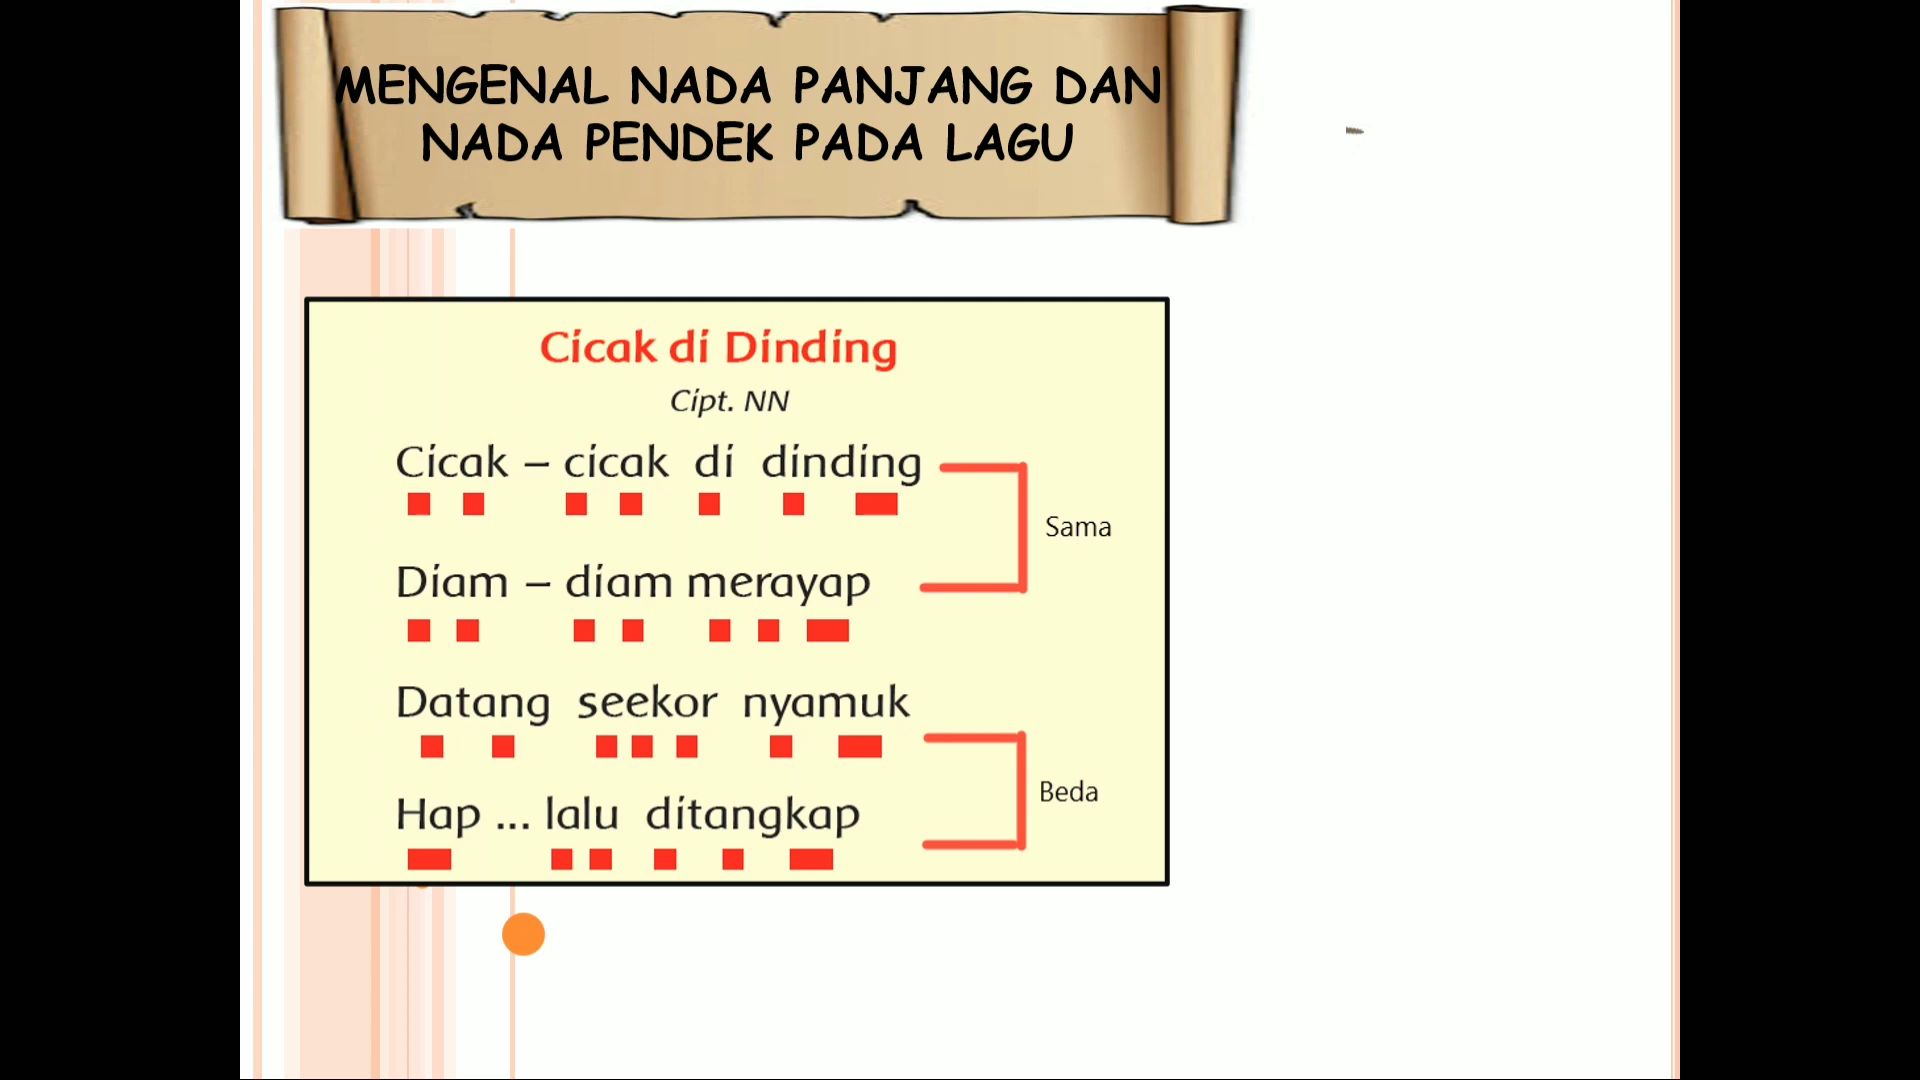 MENGENAL NADA PANJANG DAN
NADA PENDEK PADA LAGU
Cicak di Dinding
Cipt. NN
Cicak – cicak di dinding
Sama
Diam – diam merayap
Datang seekor nyamuk
Beda
Hap ... lalu ditangkap